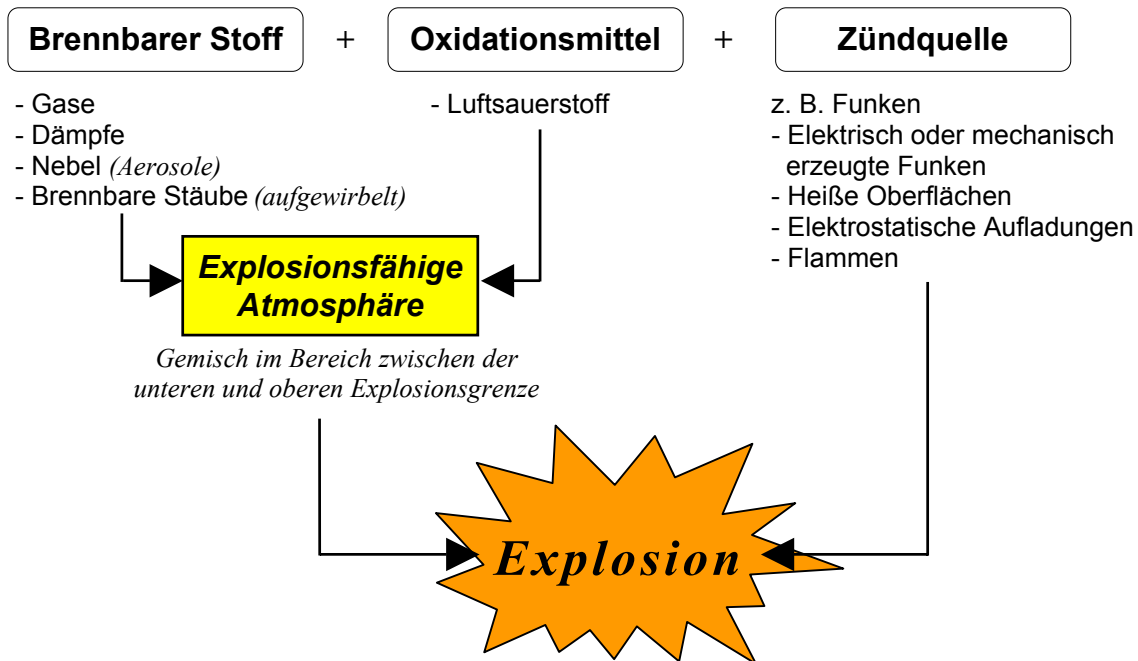 Brennbarer Stoff + Oxidationsmittel + Zündquelle
- Gase
- Dämpfe
- Nebel (Aerosole)
- Brennbare Stäube (aufgewirbelt)
- Luftsauerstoff
z. B. Funken
- Elektrisch oder mechanisch
erzeugte Funken
- Heiße Oberflächen
- Elektrostatische Aufladungen
- Flammen
Explosionsfähige
Atmosphäre
Gemisch im Bereich zwischen der
unteren und oberen Explosionsgrenze
Explosion